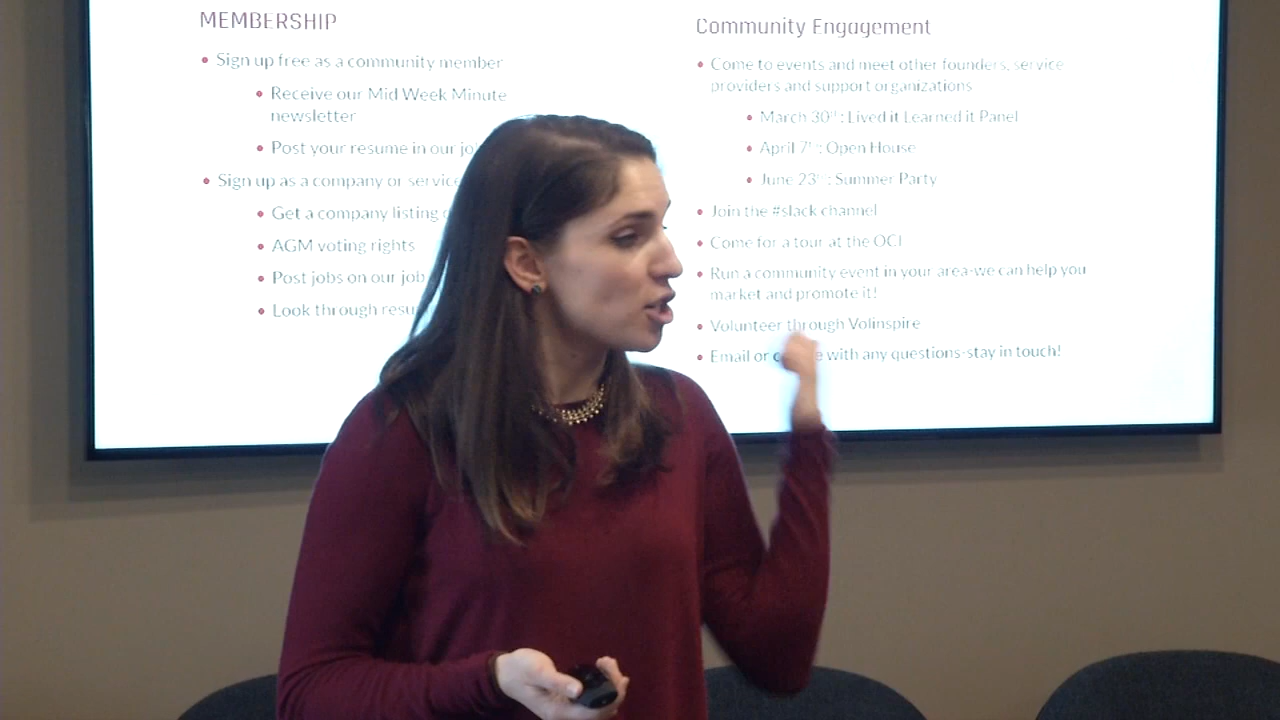 MEMBERSHIP
• Sign up free as a community member
• Receive our Mid Week Minute
newsletter
• Post your resume in our
• Sign up as a company or service
• Get a company listing
• AGM voting rights
• Post jobs on our job
• Look through
Community Engagement
• Come to events and meet other founders, service
providers and support organizations
• March 30th : Lived it Learned it Panel
• April 7th : Open House
• June 23rd : Summer Party
• Join the #slack channel
• Come for a tour at the OCI
• Run a community event in your area-we can help you
market and promote it!
• Volunteer through Volinspire
• Email or with any questions-stay in touch!